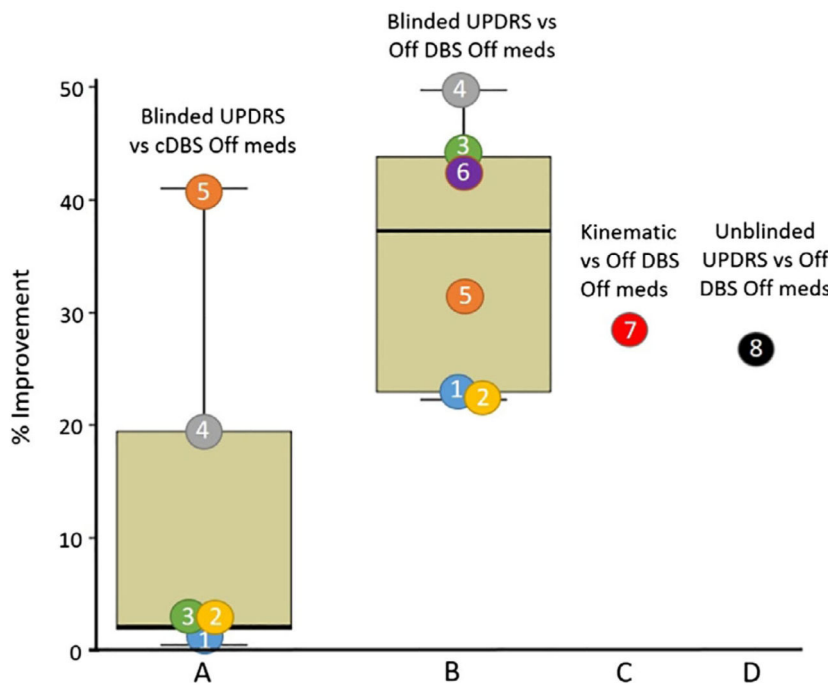 Blinded UPDRS vs
Off DBS Off meds
50
4
Blinded UPDRS
vs cDBS Off meds
3
6
40
5
Kinematic
vs Off DBS
Off meds
Unblinded
UPDRS vs Off
DBS Off meds
% Improvement
30
5
7
8
20
4
1
2
10
3
2
1
0
A
B
C
D